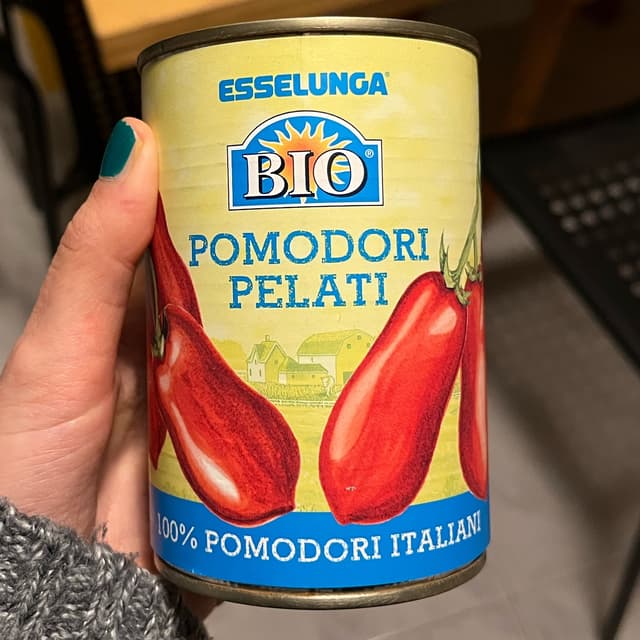 ESSELUNGA®
BIO®
POMODORI
PELATI
100% POMODORI ITALIANI